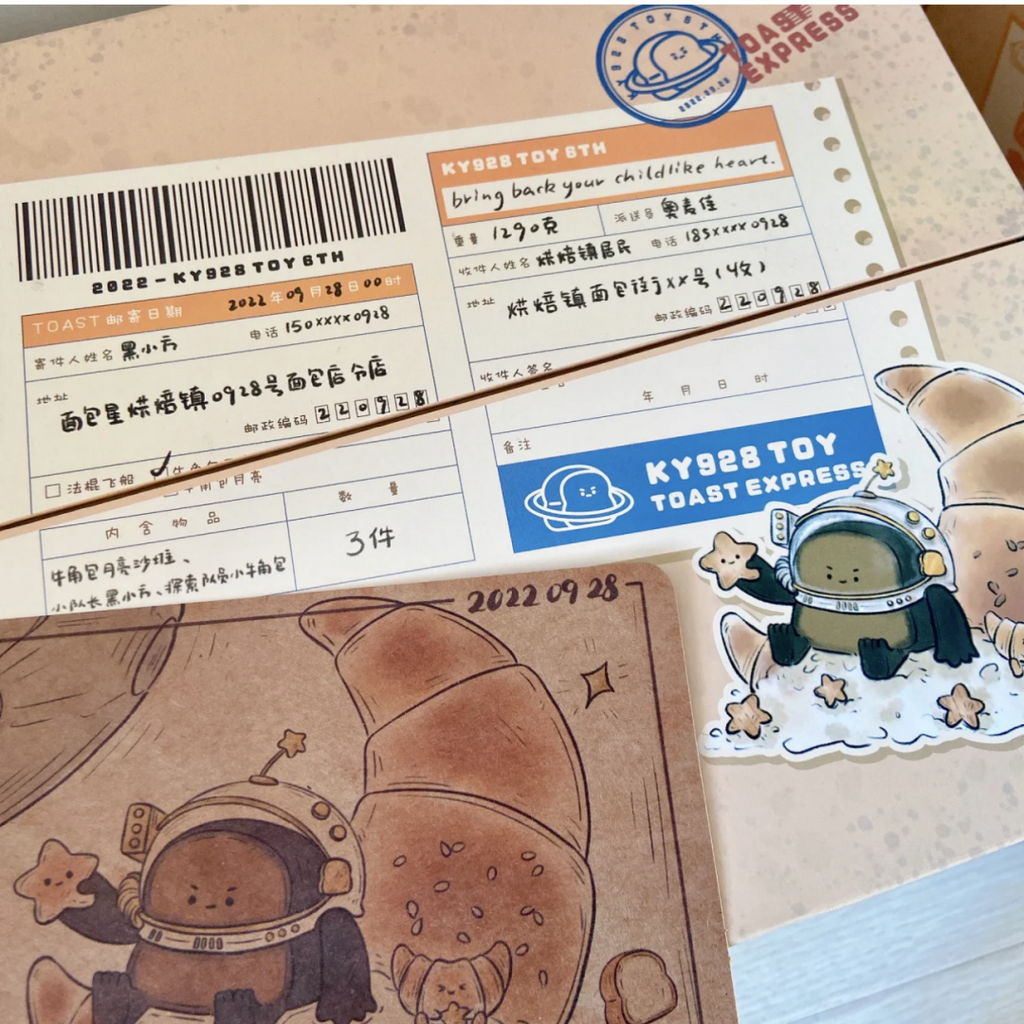 KY928 TOY 6TH
2022.09.28
TOAST
EXPRESS
2022-KY928 TOY 6TH
TOAST 邮寄日期 2022年09月28日00时
寄件人姓名 黑小方 电话 150xxxx0928
地址
面包星烘焙镇0928号面包店分店
邮政编码 220928
法棍飞船
牛角包月亮
内含物品 数量
牛角包月亮沙班、 3件
小队长黑小方、探索队员小牛角包
KY928 TOY 6TH
bring back your childlike heart.
重量 1290克 派送员 奥麦佳
收件人姓名 烘焙镇居民 电话 185xxxx0928
地址
烘焙镇面包街xx号(收)
邮政编码 220928
收件人签名
年 月 日 时
备注
KY928 TOY
TOAST EXPRESS
2022 09 28